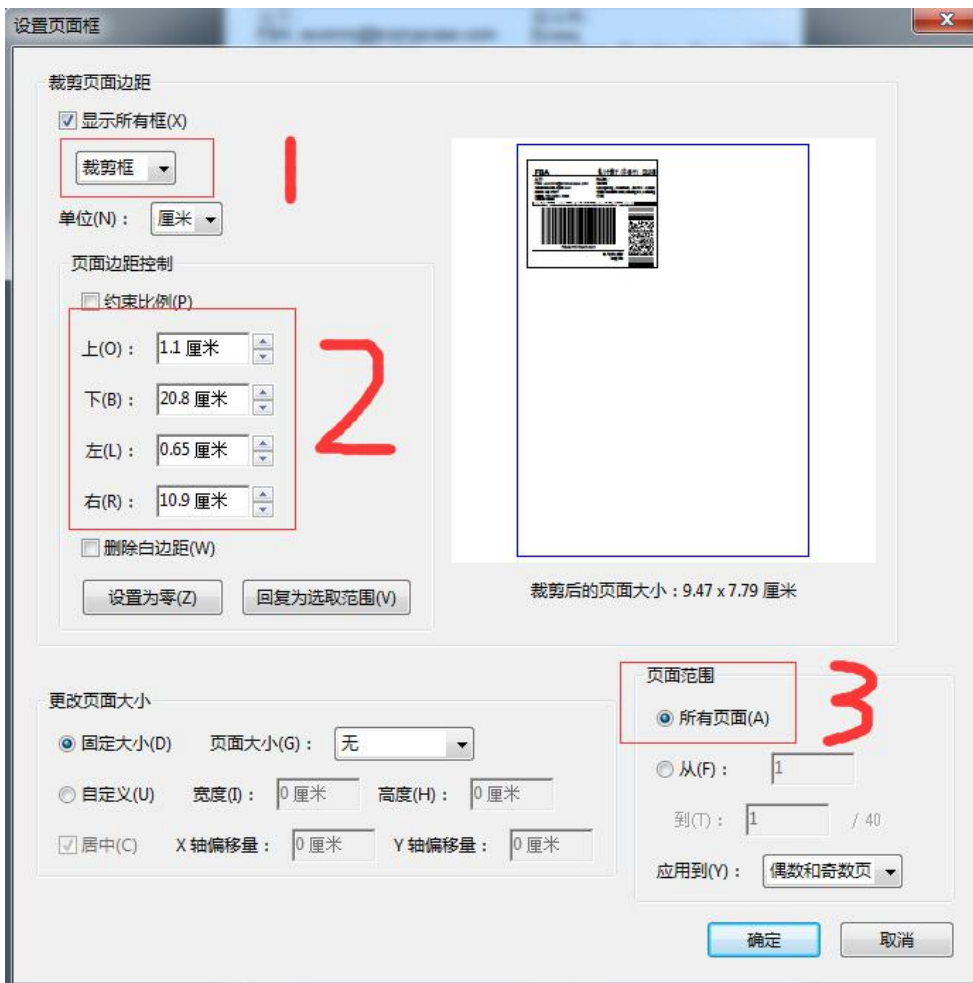 设置页面框
裁剪页面边距
显示所有框(X)
裁剪框
1
单位(N)： 厘米
页面边距控制
约束比例(P)
上(O)： 1.1 厘米
2
下(B)： 20.8 厘米
左(L)： 0.65 厘米
右(R)： 10.9 厘米
删除白边距(W)
设置为零(Z) 回复为选取范围(V)
FBA
裁剪后的页面大小：9.47 x 7.79 厘米
更改页面大小
固定大小(D) 页面大小(G)： 无
自定义(U) 宽度(I)： 0 厘米 高度(H)： 0 厘米
居中(C) X 轴偏移量： 0 厘米 Y 轴偏移量： 0 厘米
页面范围
所有页面(A)
3
从(F)： 1
到(T)： 1 / 40
应用到(Y)： 偶数和奇数页
确定 取消